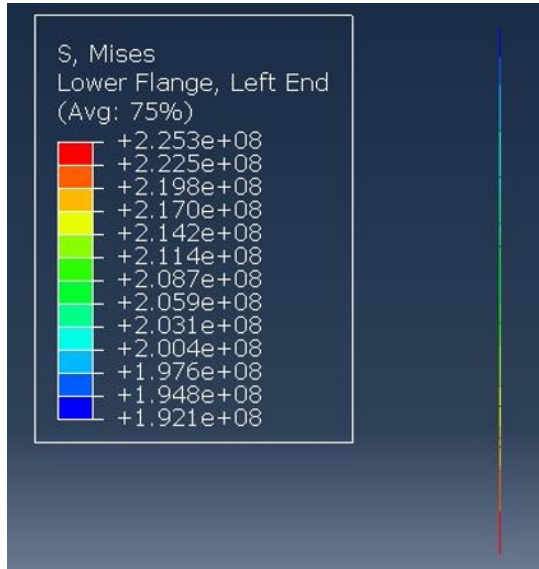 S, Mises
Lower Flange, Left End
(Avg: 75%)
+2.253e+08
+2.225e+08
+2.198e+08
+2.170e+08
+2.142e+08
+2.114e+08
+2.087e+08
+2.059e+08
+2.031e+08
+2.004e+08
+1.976e+08
+1.948e+08
+1.921e+08